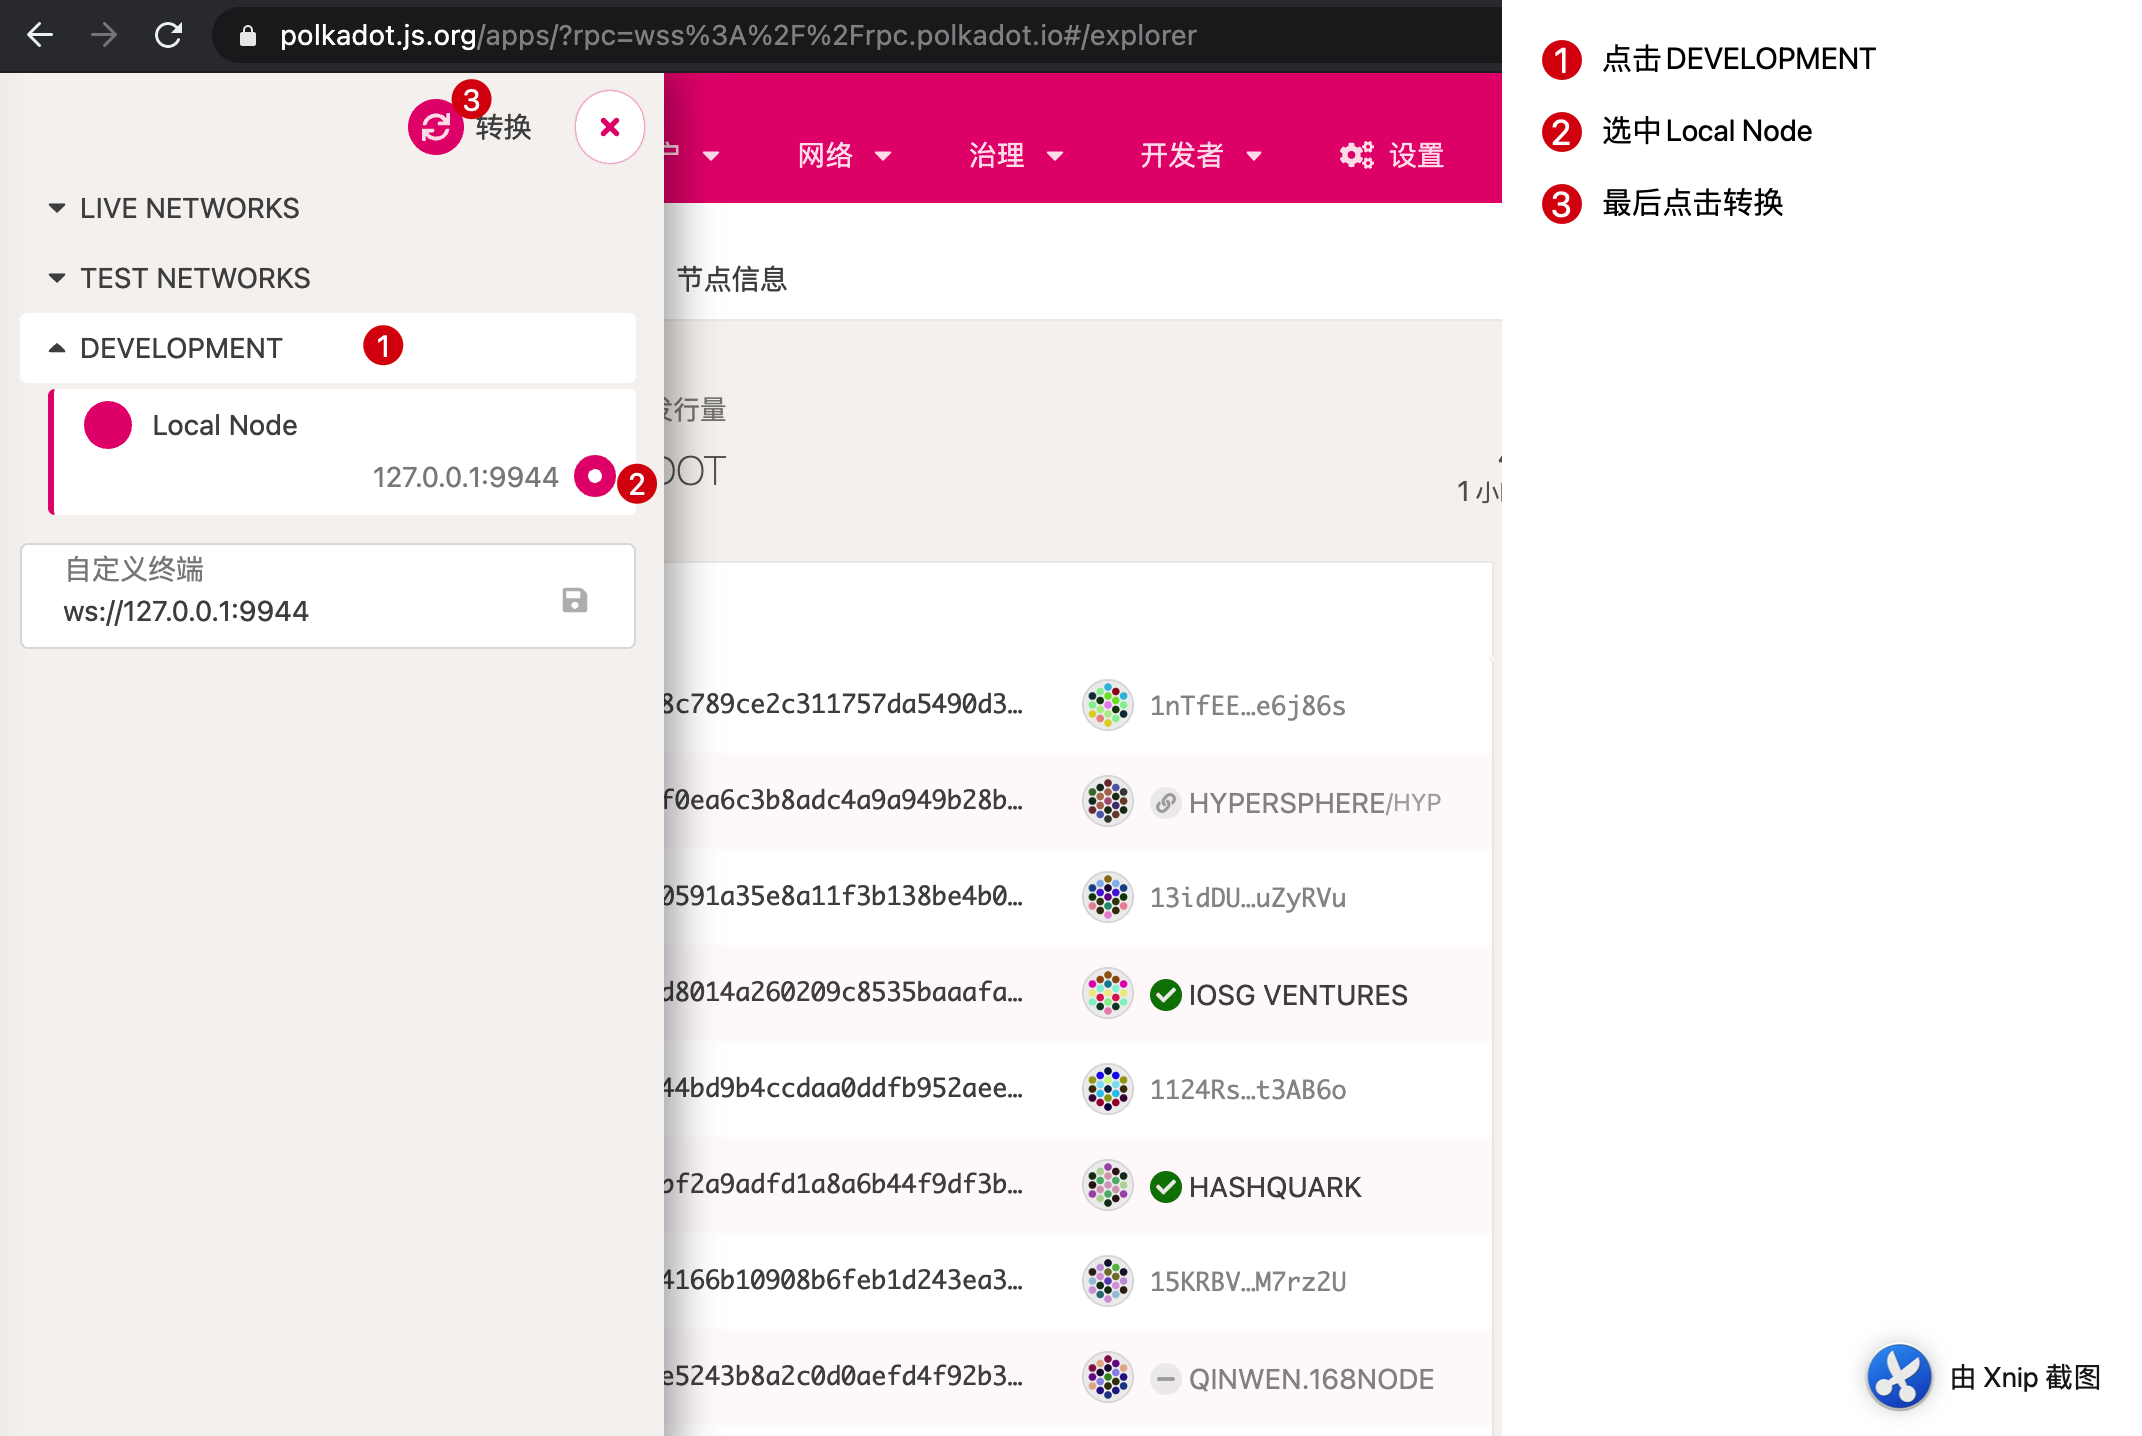 polkadot.js.org/apps/?rpc=wss%3A%2F%2Frpc.polkadot.io#/explorer
3
转换
LIVE NETWORKS
TEST NETWORKS
DEVELOPMENT 1
Local Node
127.0.0.1:9944 2
自定义终端
ws://127.0.0.1:9944
网络
治理
开发者
设置
节点信息
发行量
DOT
1 小
8c789ce2c311757da5490d3… 1nTfEE…e6j86s
f0ea6c3b8adc4a9a949b28b… HYPERSPHERE/HYP
0591a35e8a11f3b138be4b0… 13idDU…uZyRVu
d8014a260209c8535baaafa… IOSG VENTURES
44bd9b4ccdaa0ddfb952aee… 1124Rs…t3AB6o
bf2a9adfd1a8a6b44f9df3b… HASHQUARK
4166b10908b6feb1d243ea3… 15KRBV…M7rz2U
e5243b8a2c0d0aefd4f92b3… QINWEN.168NODE
1 点击DEVELOPMENT
2 选中Local Node
3 最后点击转换
由 Xnip 截图